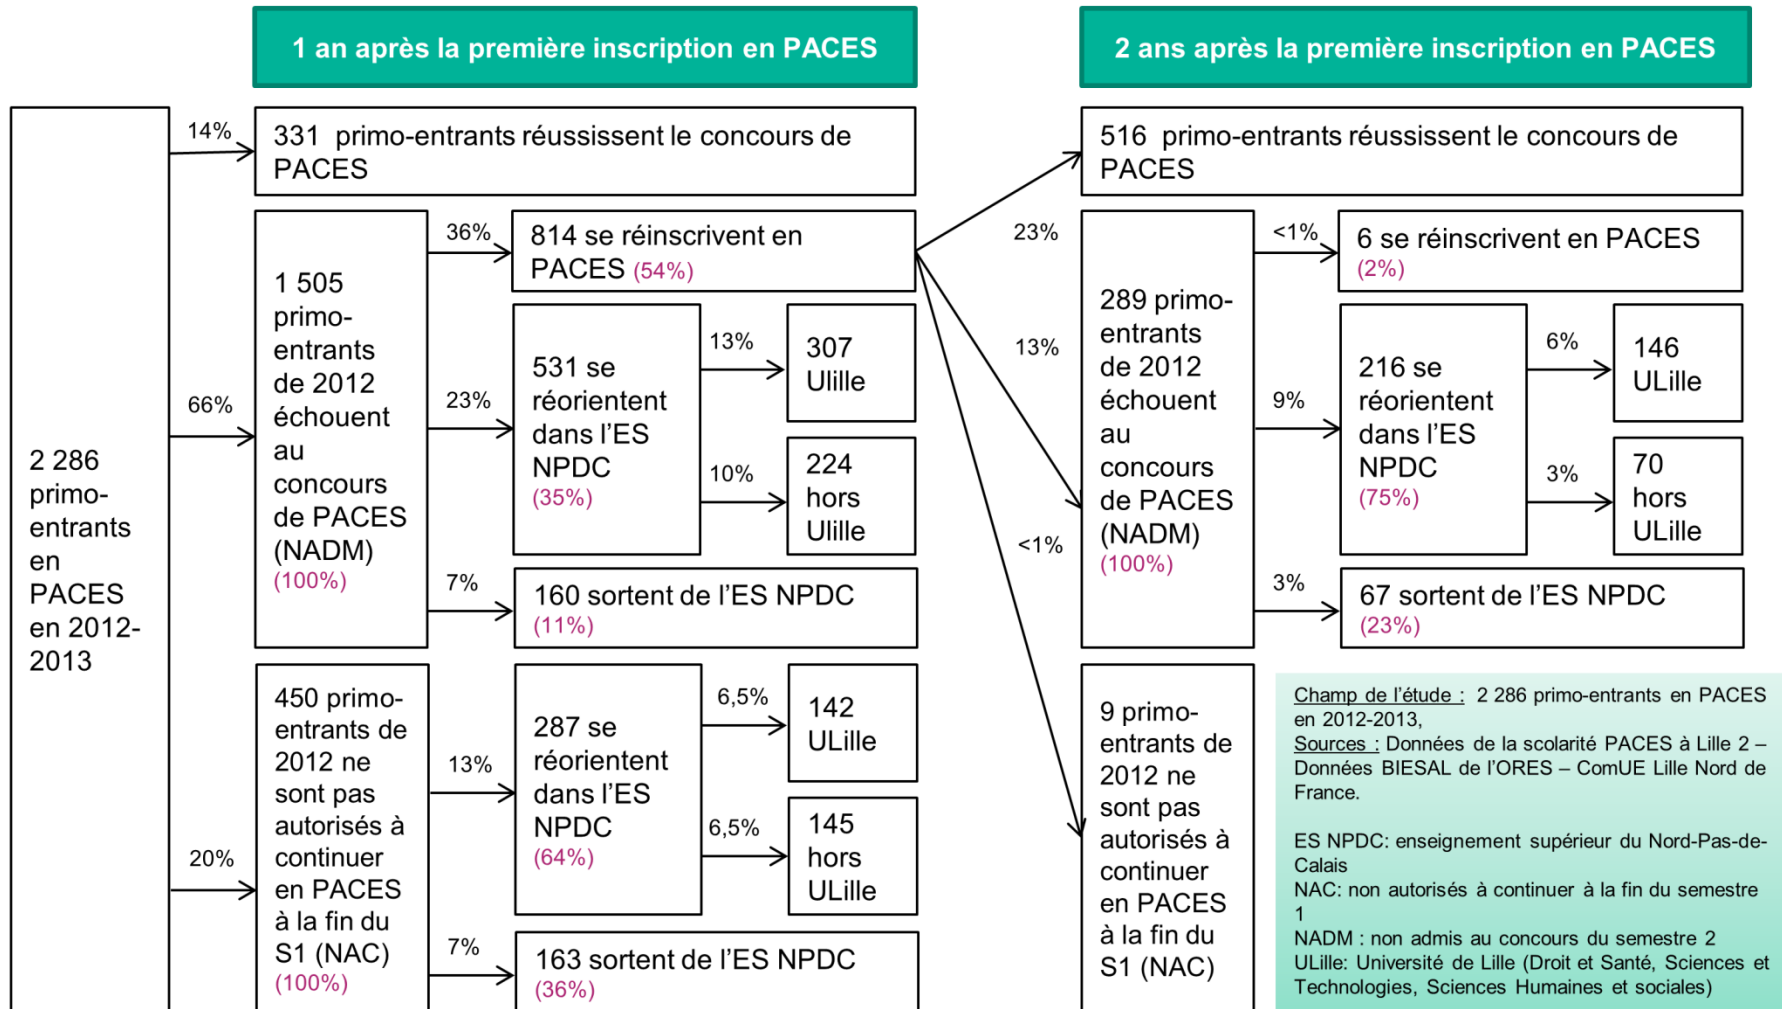 1 an après la première inscription en PACES
2 ans après la première inscription en PACES
2 286
primo-
entrants
en
PACES
en 2012-
2013
14%
66%
20%
331  primo-entrants réussissent le concours de
PACES
1 505
primo-
entrants
de 2012
échouent
au
concours
de PACES
(NADM)
(100%)
36%
23%
7%
814 se réinscrivent en
PACES (54%)
531 se
réorientent
dans l’ES
NPDC
(35%)
13%
10%
307
Ulille
224
hors
Ulille
160 sortent de l’ES NPDC
(11%)
450 primo-
entrants de
2012 ne
sont pas
autorisés à
continuer
en PACES
à la fin du
S1 (NAC)
(100%)
13%
7%
287 se
réorientent
dans l’ES
NPDC
(64%)
6,5%
6,5%
142
ULille
145
hors
ULille
163 sortent de l’ES NPDC
(36%)
23%
13%
<1%
516  primo-entrants réussissent le concours de
PACES
289 primo-
entrants
de 2012
échouent
au
concours
de PACES
(NADM)
(100%)
<1%
9%
3%
6 se réinscrivent en PACES
(2%)
216 se
réorientent
dans l’ES
NPDC
(75%)
6%
3%
146
ULille
70
hors
ULille
67 sortent de l’ES NPDC
(23%)
9 primo-
entrants de
2012 ne
sont pas
autorisés à
continuer
en PACES
à la fin du
S1 (NAC)
Champ de l’étude : 2 286 primo-entrants en PACES
en 2012-2013,
Sources : Données de la scolarité PACES à Lille 2 –
Données BIESAL de l’ORES – ComUE Lille Nord de
France.
ES NPDC: enseignement supérieur du Nord-Pas-de-
Calais
NAC: non autorisés à continuer à la fin du semestre
1
NADM : non admis au concours du semestre 2
ULille: Université de Lille (Droit et Santé, Sciences et
Technologies, Sciences Humaines et sociales)